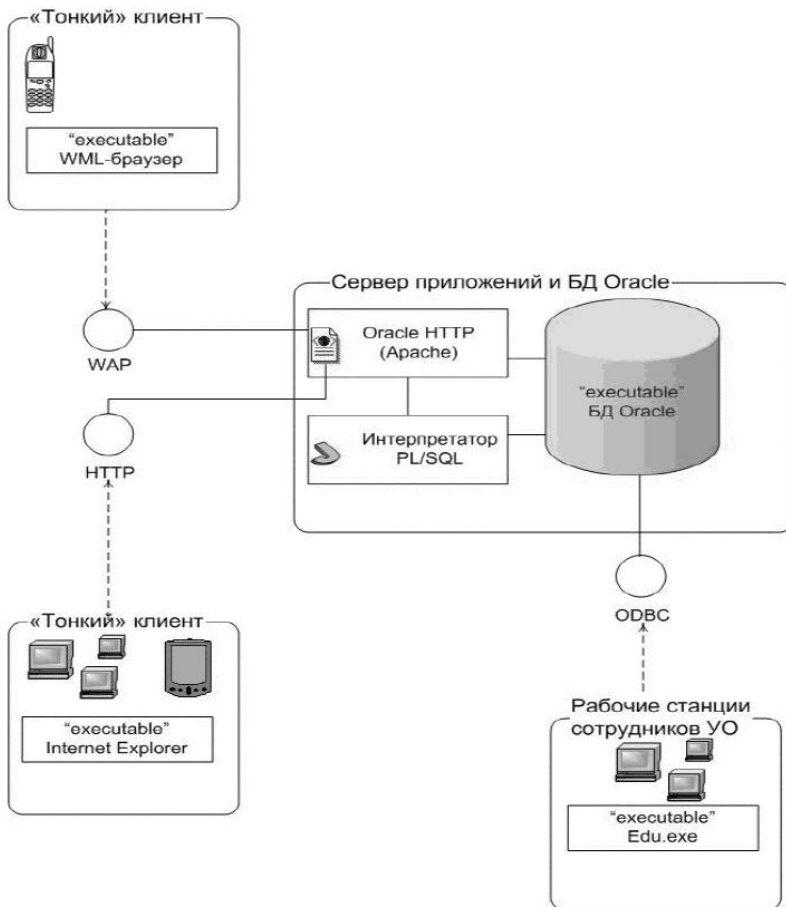 «Тонкий» клиент
“executable”
WML-браузер
WAP
HTTP
Сервер приложений и БД Oracle
Oracle HTTP
(Apache)
Интерпретатор
PL/SQL
“executable”
БД Oracle
ODBC
«Тонкий» клиент
“executable”
Internet Explorer
Рабочие станции
сотрудников УО
“executable”
Edu.exe